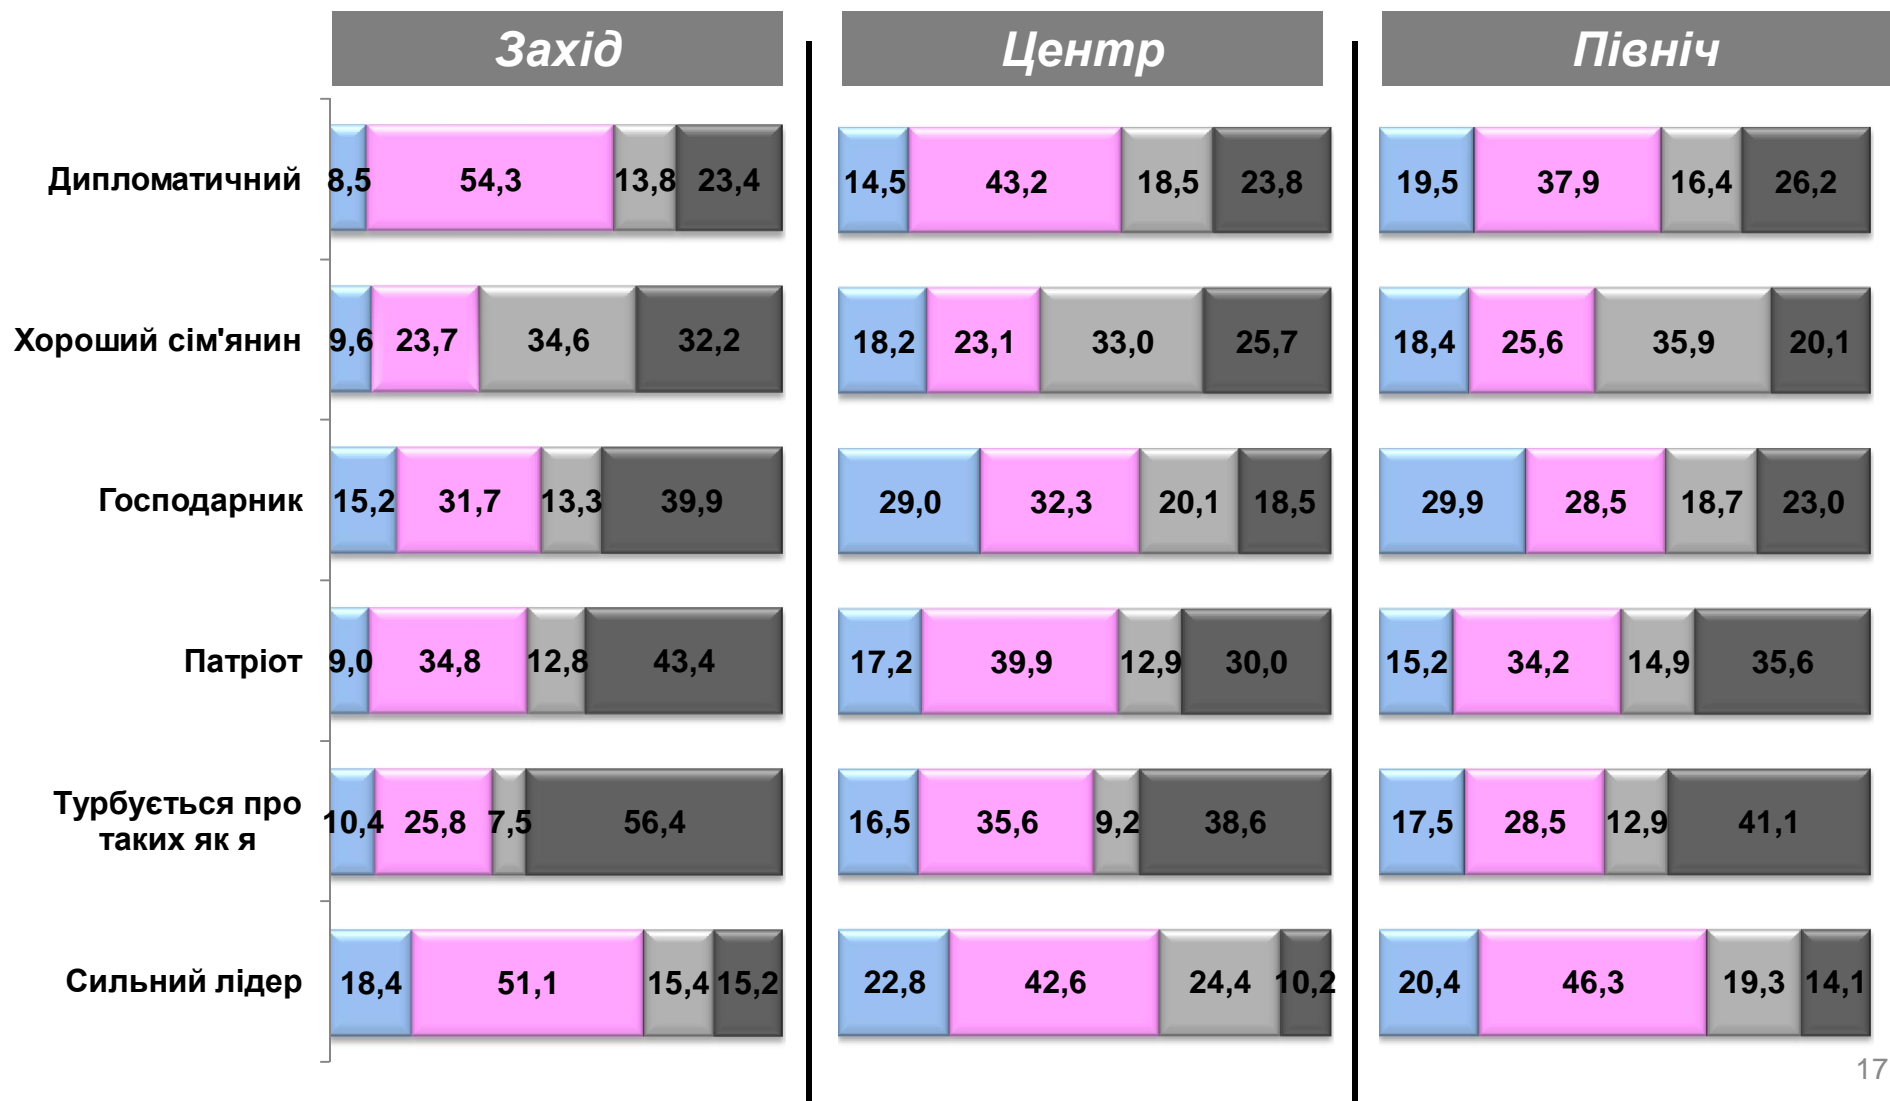 Захід Центр Північ
Дипломатичний 8,5 54,3 13,8 23,4 14,5 43,2 18,5 23,8 19,5 37,9 16,4 26,2
Хороший сім'янин 9,6 23,7 34,6 32,2 18,2 23,1 33,0 25,7 18,4 25,6 35,9 20,1
Господарник 15,2 31,7 13,3 39,9 29,0 32,3 20,1 18,5 29,9 28,5 18,7 23,0
Патріот 9,0 34,8 12,8 43,4 17,2 39,9 12,9 30,0 15,2 34,2 14,9 35,6
Турбується про
таких як я 10,4 25,8 7,5 56,4 16,5 35,6 9,2 38,6 17,5 28,5 12,9 41,1
Сильний лідер 18,4 51,1 15,4 15,2 22,8 42,6 24,4 10,2 20,4 46,3 19,3 14,1
17